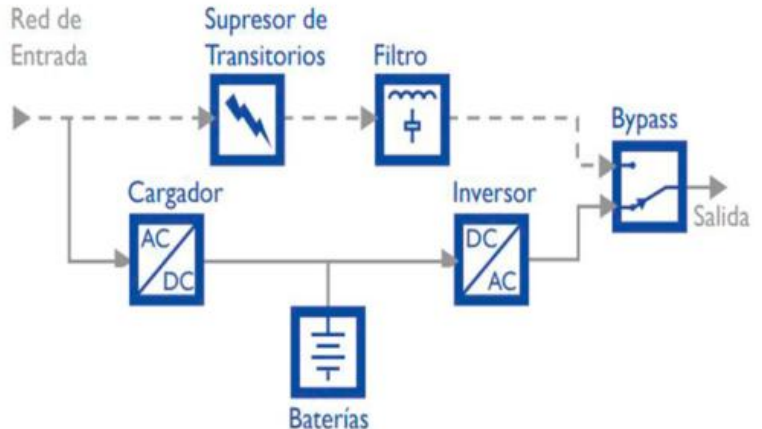 Red de
Entrada
Supresor de
Transitorios
Filtro
Bypass
Salida
Cargador
AC
DC
Inversor
DC
AC
Baterías